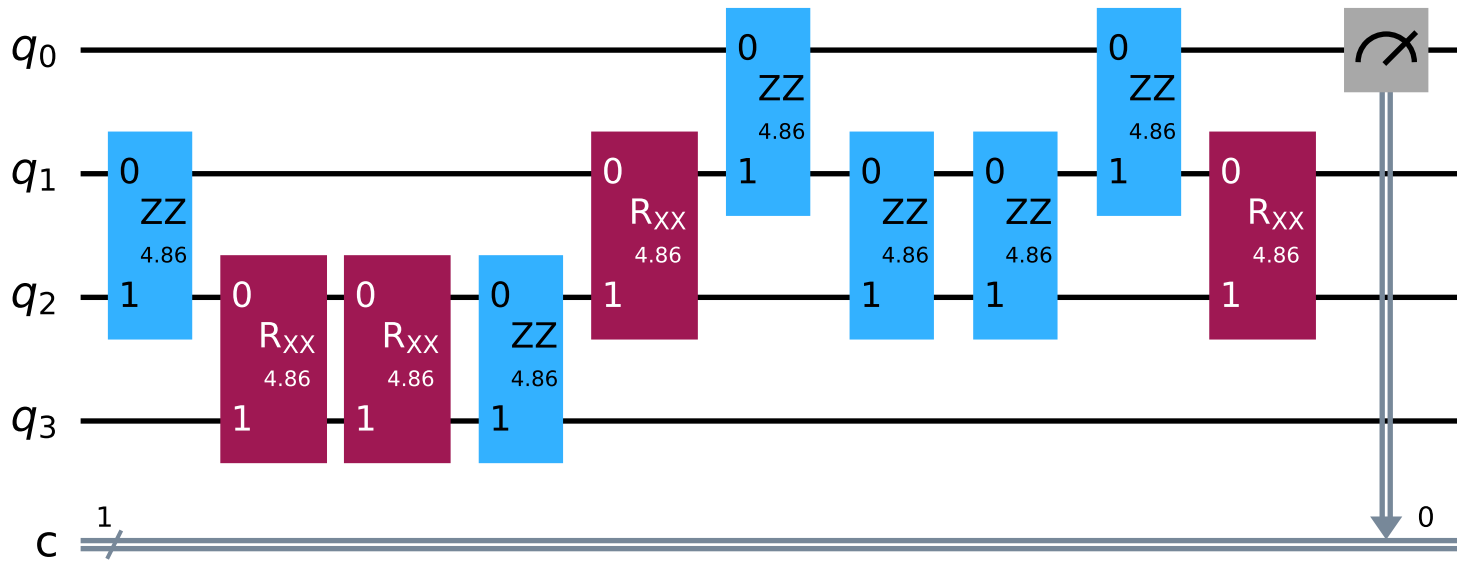 q0 0 0
ZZ ZZ
4.86 4.86
q1 0 0 1 0 0 1 0
ZZ RXX ZZ ZZ RXX
4.86 4.86 4.86 4.86 4.86
q2 1 0 0 0 1 1 1 1
RXX RXX ZZ
4.86 4.86 4.86
q3 1 1 1
1 0
c